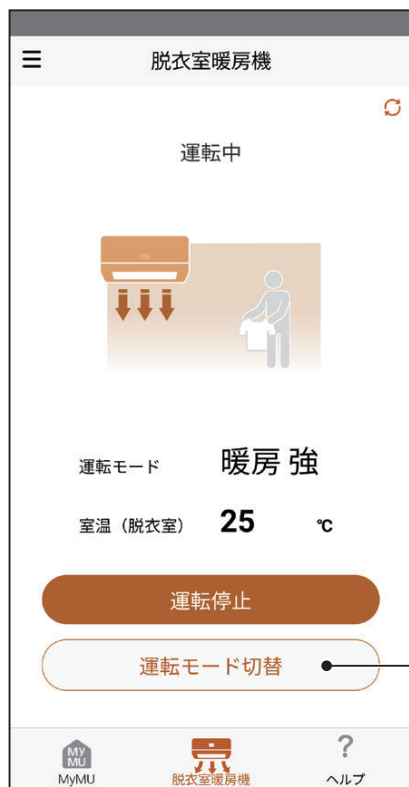 脱衣室暖房機
運転中
運転モード 暖房 強
室温（脱衣室） 25 ℃
運転停止
運転モード切替
MY
MU
MyMU 脱衣室暖房機 ? ヘルプ